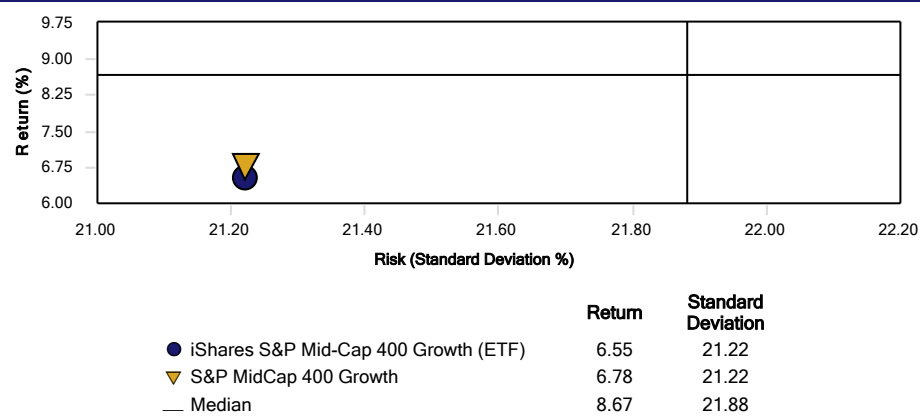 9.75
9.00
8.25
7.50
6.75
6.00
Return (%)
21.00 21.20 21.40 21.60 21.80 22.00 22.20
Risk (Standard Deviation %)
Return Standard Deviation
iShares S&P Mid-Cap 400 Growth (ETF) 6.55 21.22
S&P MidCap 400 Growth 6.78 21.22
Median 8.67 21.88